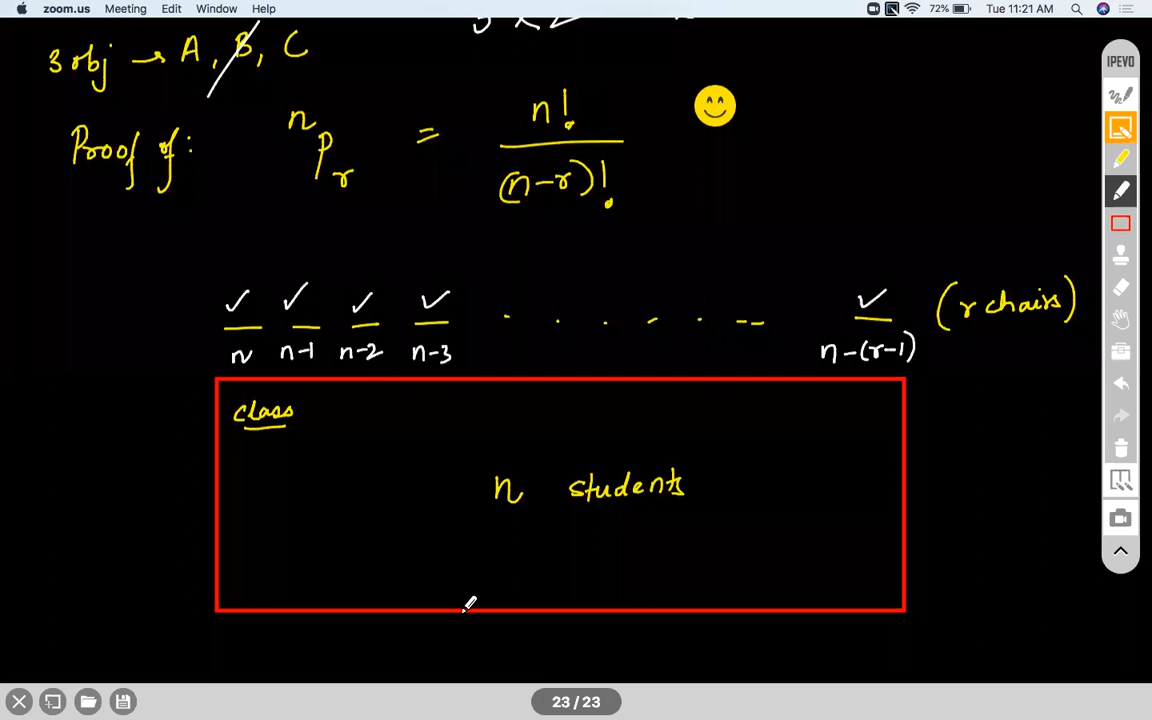 zoom.us Meeting Edit Window Help 72% Tue 11:21 AM
3 obj → A, B, C
IPEVO
Proof of: nPr = n! / (n-r)!
(r chairs)
n n-1 n-2 n-3 n-(r-1)
class
n students
23 / 23